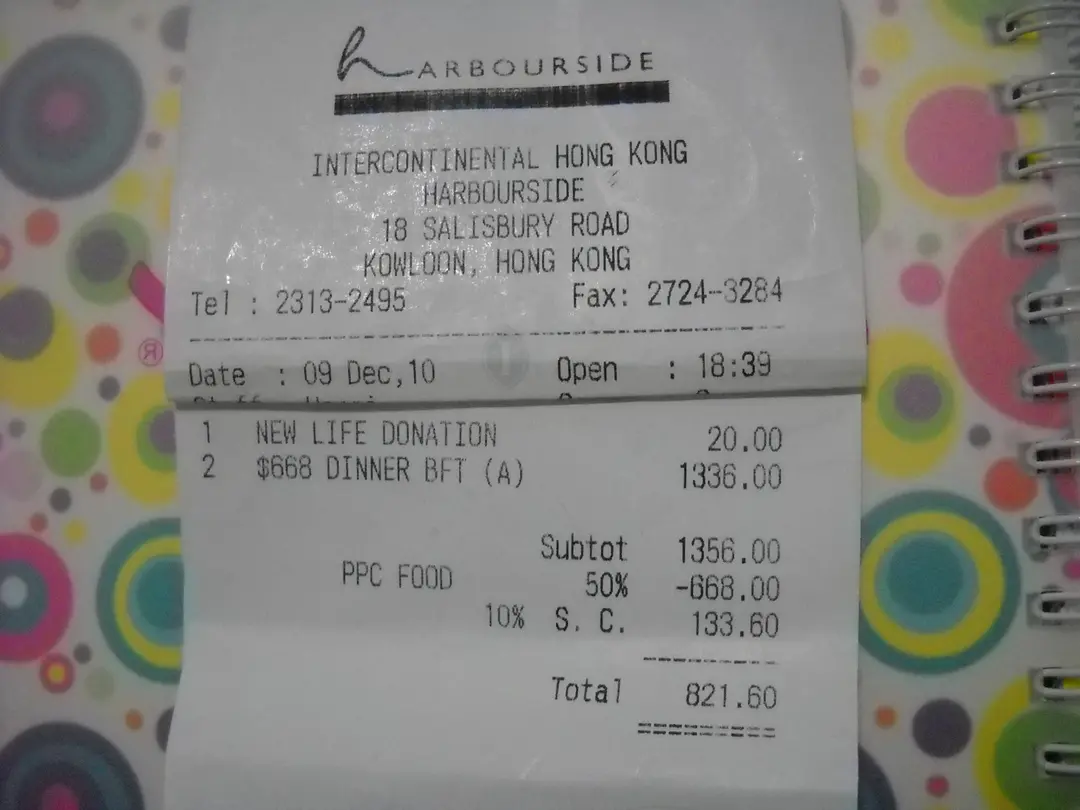 HARBOURSIDE
INTERCONTINENTAL HONG KONG
HARBOURSIDE
18 SALISBURY ROAD
KOWLOON, HONG KONG
Tel : 2313-2495 Fax: 2724-3284
Date : 09 Dec,10 Open : 18:39
1 NEW LIFE DONATION 20.00
2 $668 DINNER BFT (A) 1336.00
Subtot 1356.00
PPC FOOD 50% -668.00
10% S. C. 133.60
Total 821.60
®